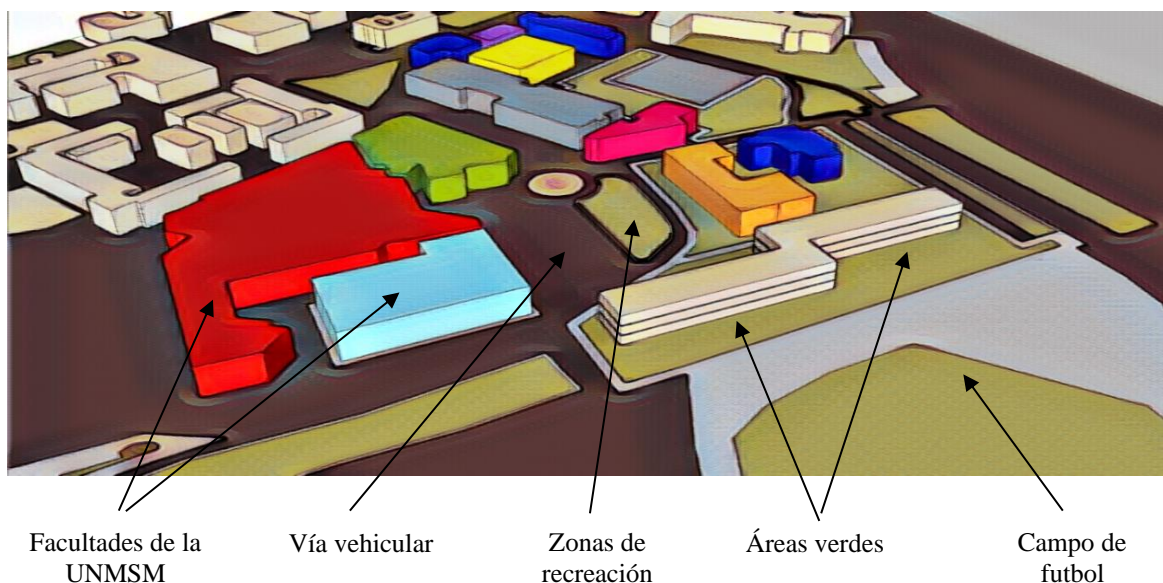 Facultades de la
UNMSM
Vía vehicular
Zonas de
recreación
Áreas verdes
Campo de
futbol